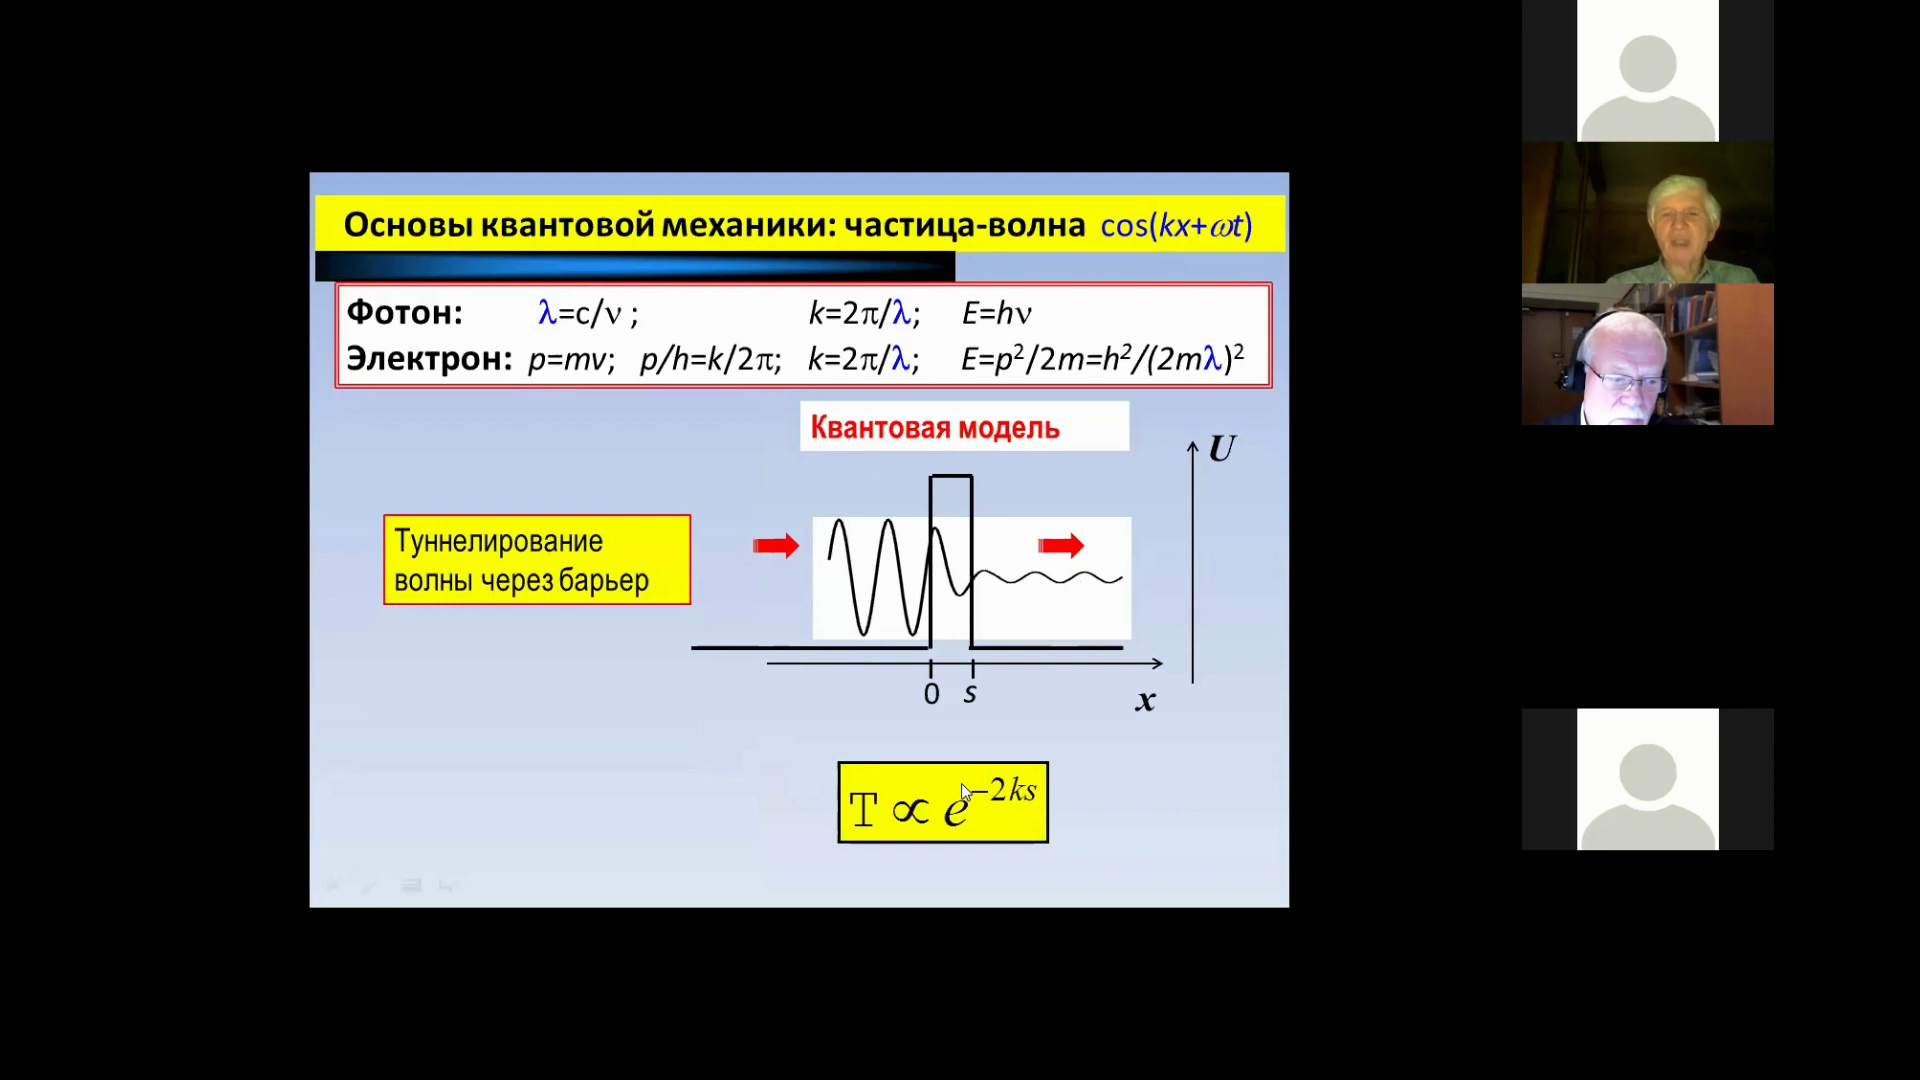 Основы квантовой механики: частица-волна cos(kx+ωt)
Фотон: λ=c/ν ; k=2π/λ; E=hν
Электрон: p=mv; p/h=k/2π; k=2π/λ; E=p²/2m=h²/(2mλ)²
Квантовая модель
U
Туннелирование
волны через барьер
0 s
x
T ∝ e⁻²ᵏˢ